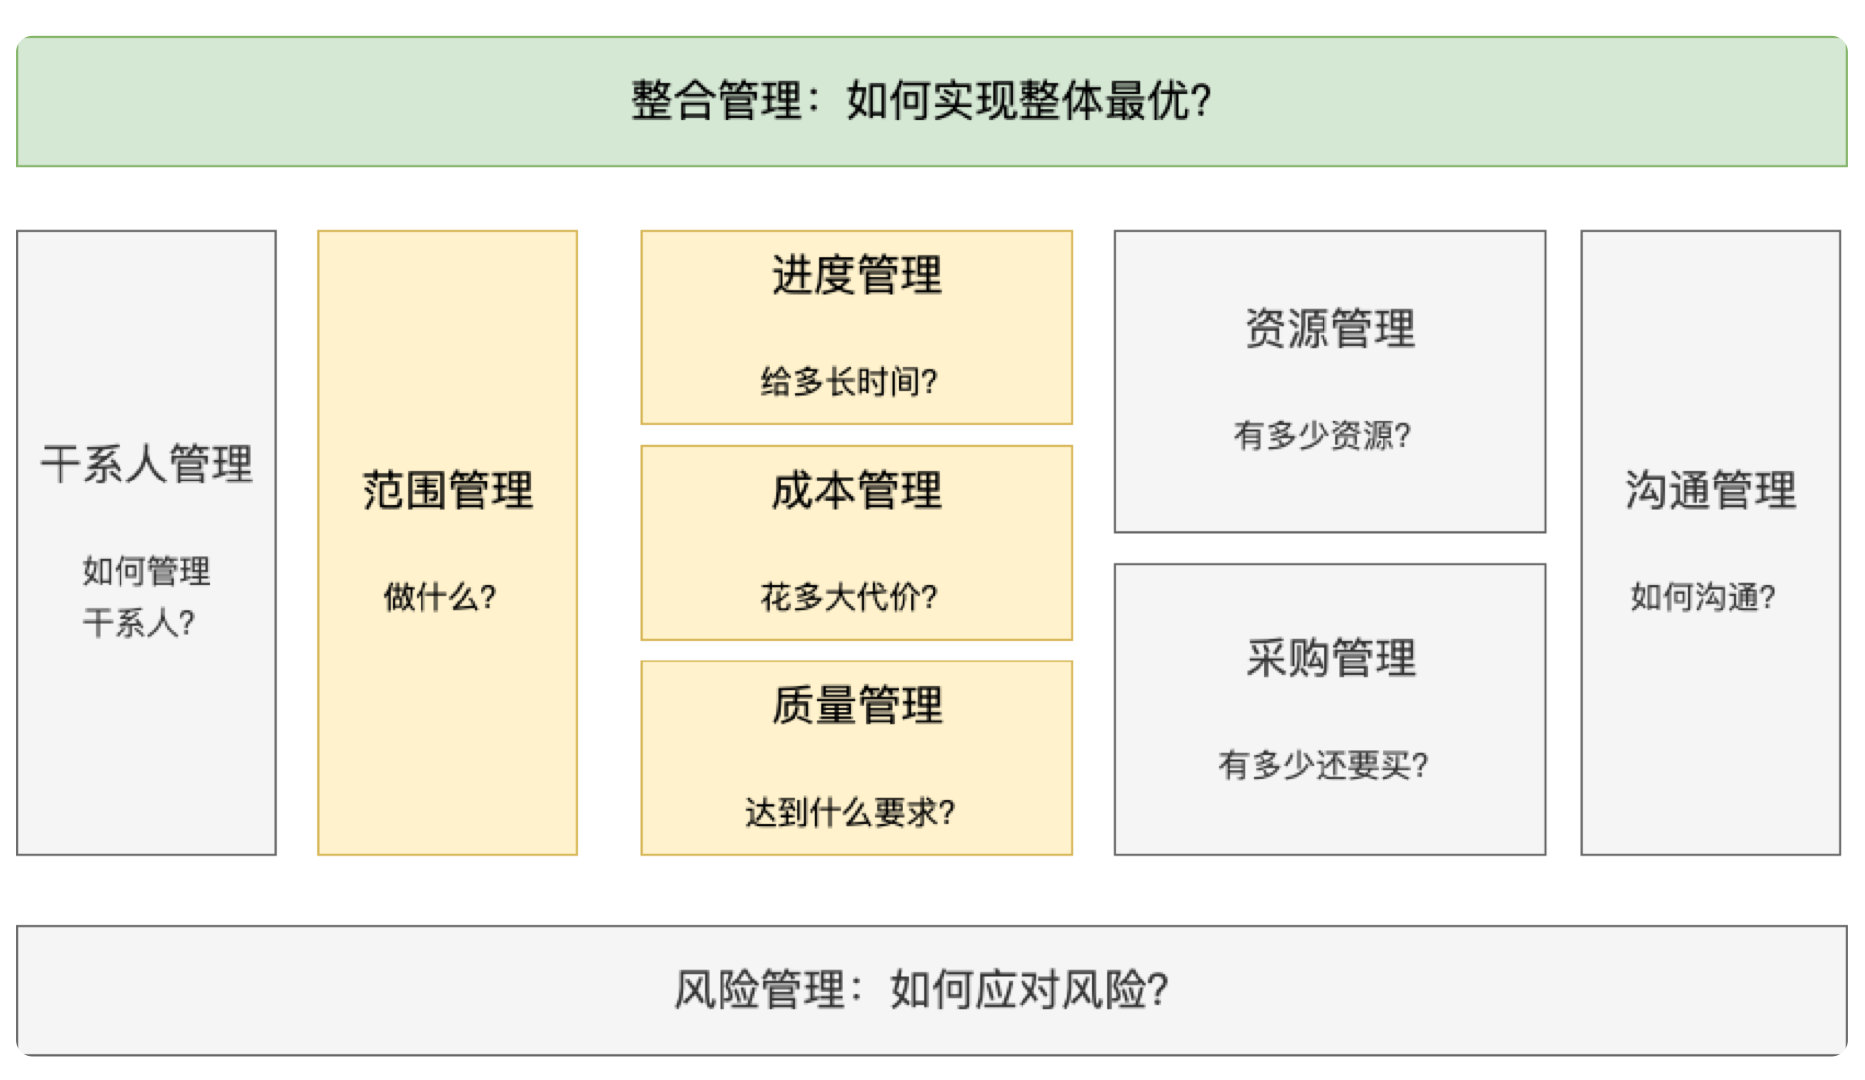 整合管理：如何实现整体最优?
干系人管理
如何管理
干系人?
范围管理
做什么?
进度管理
给多长时间?
成本管理
花多大代价?
质量管理
达到什么要求?
资源管理
有多少资源?
采购管理
有多少还要买?
沟通管理
如何沟通?
风险管理：如何应对风险?